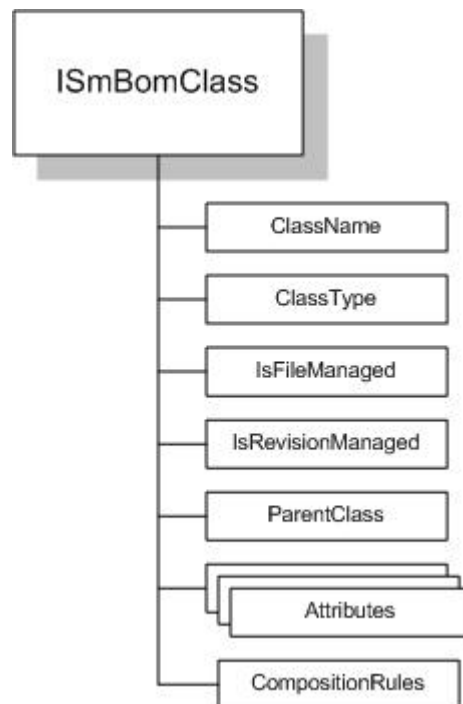 ISmBomClass
ClassName
ClassType
IsFileManaged
IsRevisionManaged
ParentClass
Attributes
CompositionRules